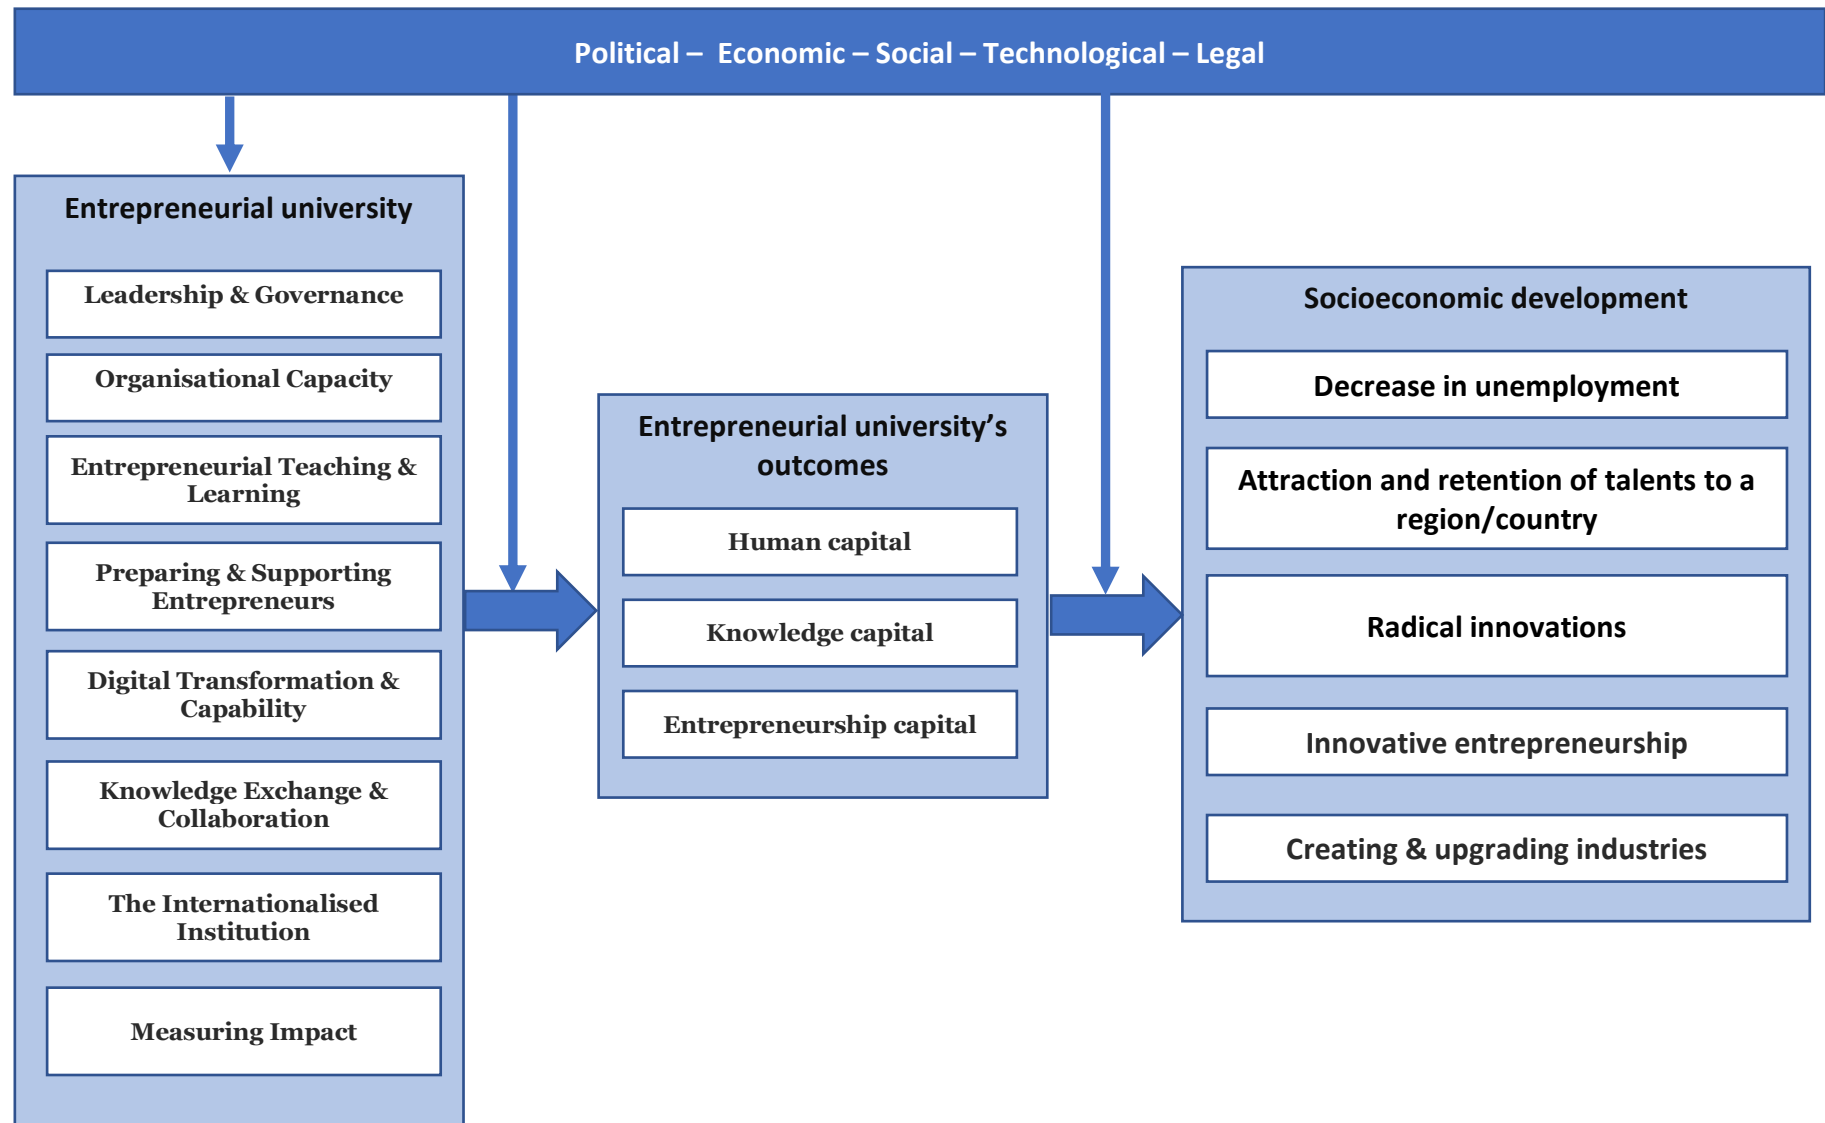 Political – Economic – Social – Technological – Legal
Entrepreneurial university
Leadership & Governance
Organisational Capacity
Entrepreneurial Teaching &
Learning
Preparing & Supporting
Entrepreneurs
Digital Transformation &
Capability
Knowledge Exchange &
Collaboration
The Internationalised
Institution
Measuring Impact
Entrepreneurial university’s
outcomes
Human capital
Knowledge capital
Entrepreneurship capital
Socioeconomic development
Decrease in unemployment
Attraction and retention of talents to a
region/country
Radical innovations
Innovative entrepreneurship
Creating & upgrading industries